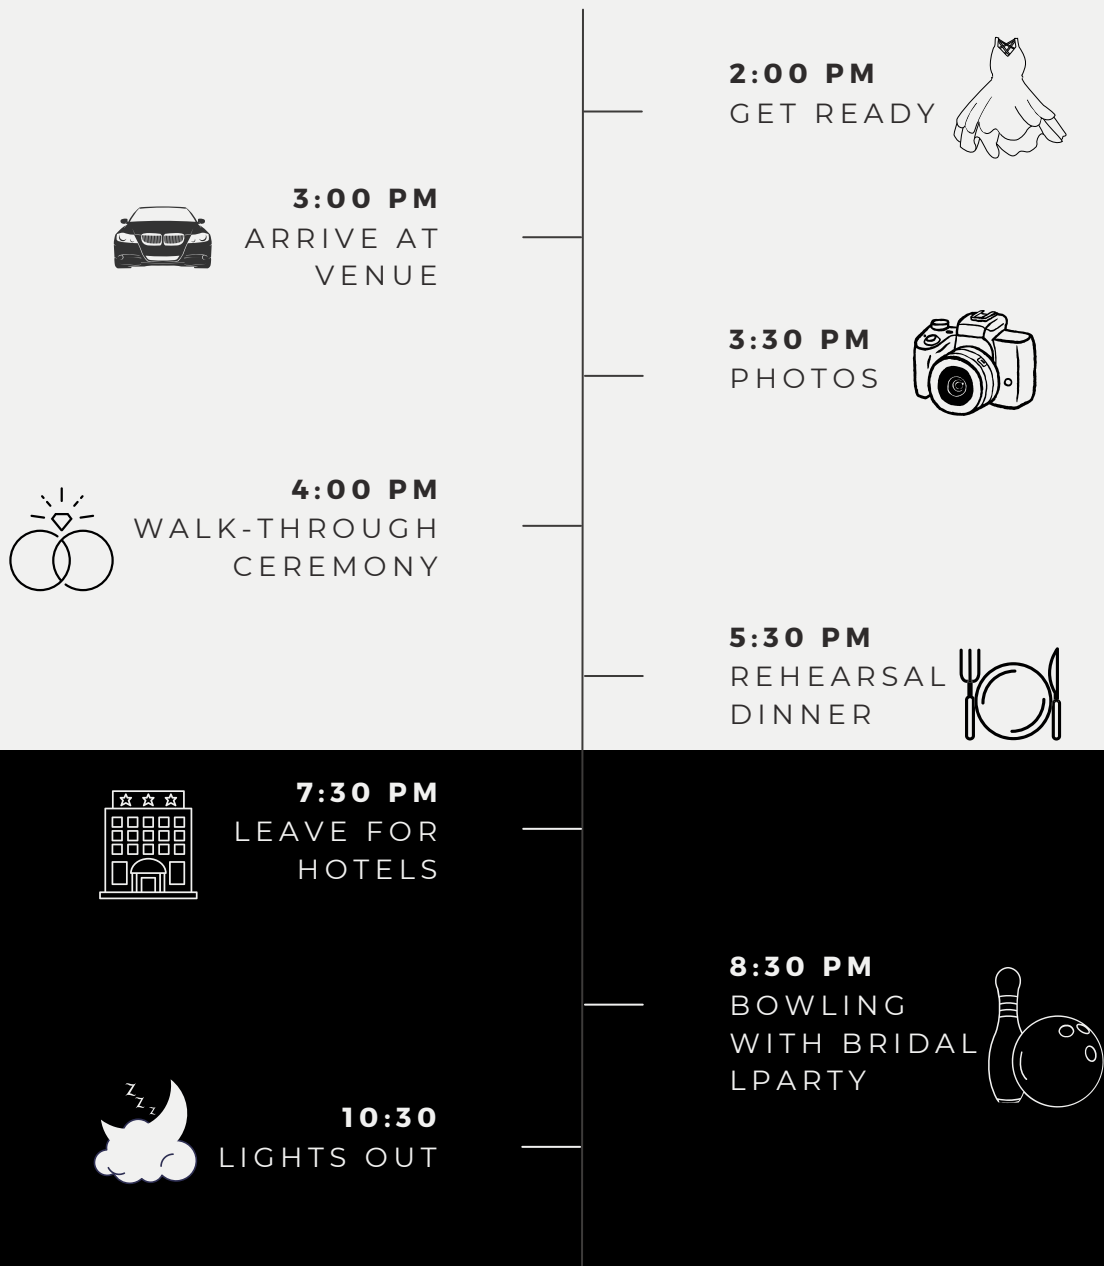 2:00 PM
GET READY
3:00 PM
ARRIVE AT
VENUE
3:30 PM
PHOTOS
4:00 PM
WALK-THROUGH
CEREMONY
5:30 PM
REHEARSAL
DINNER
7:30 PM
LEAVE FOR
HOTELS
8:30 PM
BOWLING
WITH BRIDAL
LPARTY
z
z
z
10:30
LIGHTS OUT